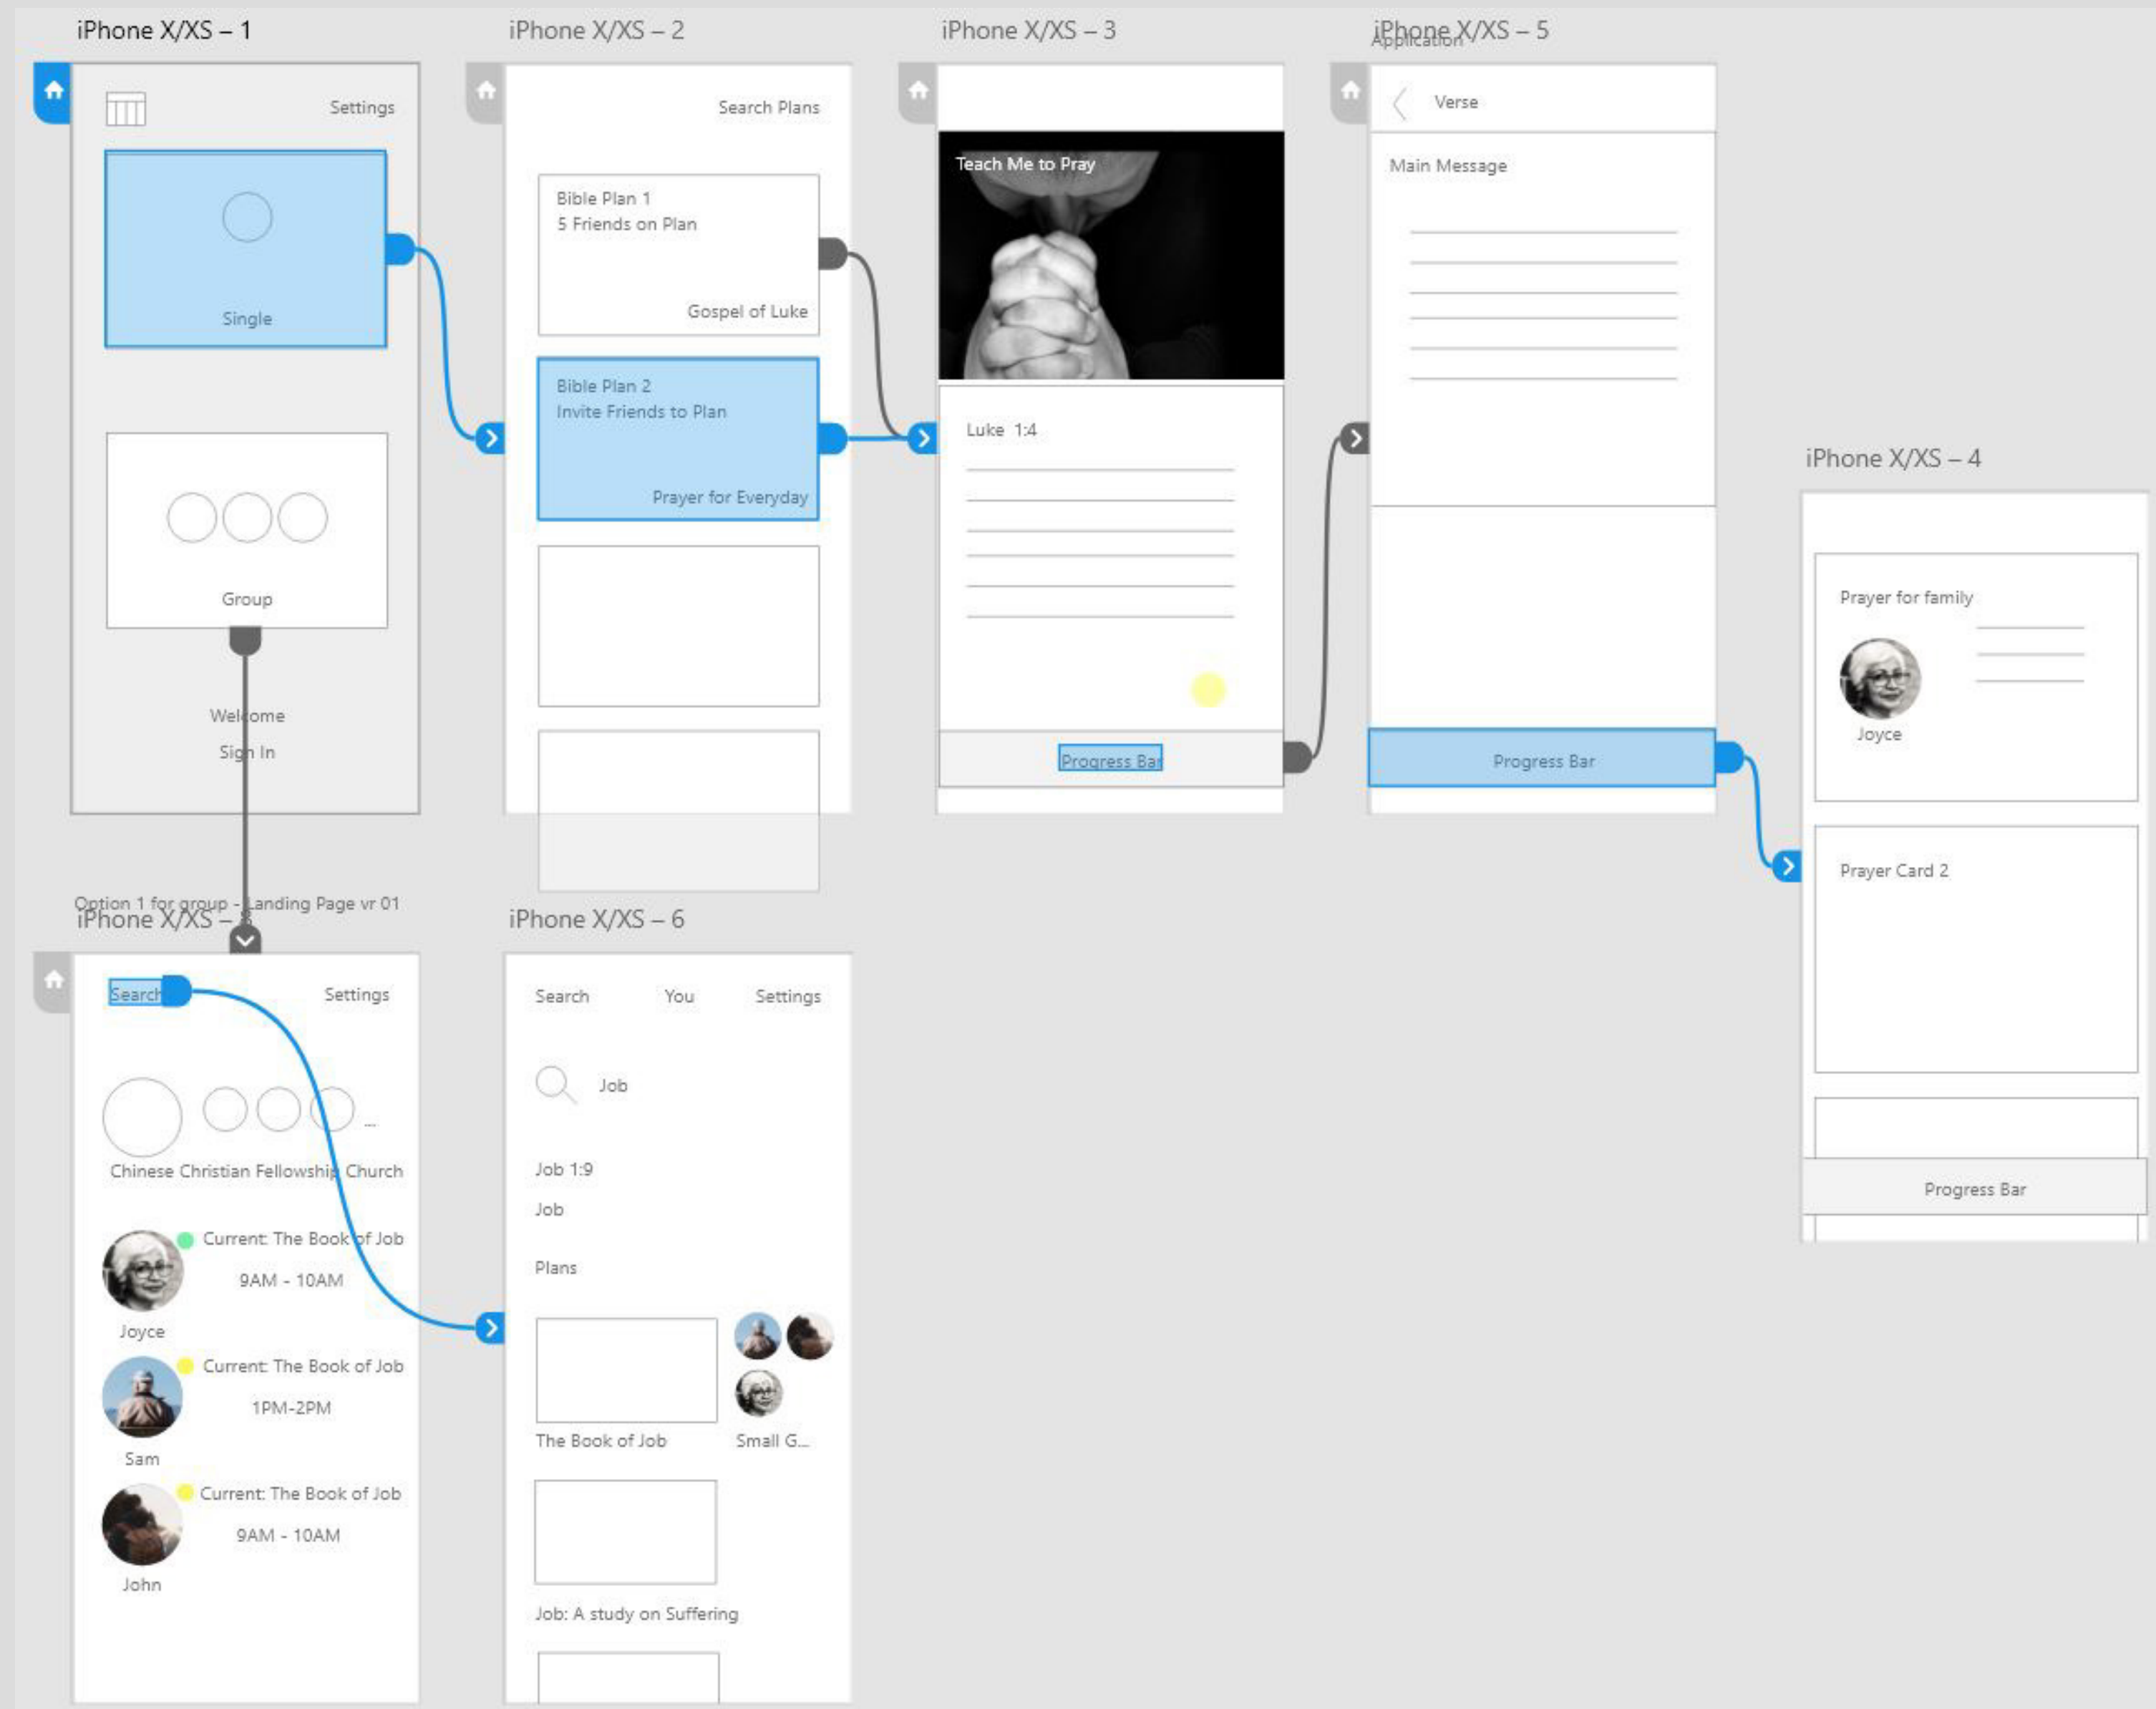 iPhone X/XS – 1
Settings
Single
Group
Welcome
Sign In
iPhone X/XS – 2
Search Plans
Bible Plan 1
5 Friends on Plan
Gospel of Luke
Bible Plan 2
Invite Friends to Plan
Prayer for Everyday
iPhone X/XS – 3
Teach Me to Pray
Luke 1:4
Progress Bar
iPhone X/XS – 5
Application
Verse
Main Message
Progress Bar
iPhone X/XS – 4
Prayer for family
Joyce
Prayer Card 2
Progress Bar
Option 1 for group - Landing Page vr 01
iPhone X/XS –
Search
Settings
...
Chinese Christian Fellowship Church
Current: The Book of Job
9AM - 10AM
Joyce
Current: The Book of Job
1PM-2PM
Sam
Current: The Book of Job
9AM - 10AM
John
iPhone X/XS – 6
Search You Settings
Job
Job 1:9
Job
Plans
The Book of Job
Small G...
Job: A study on Suffering